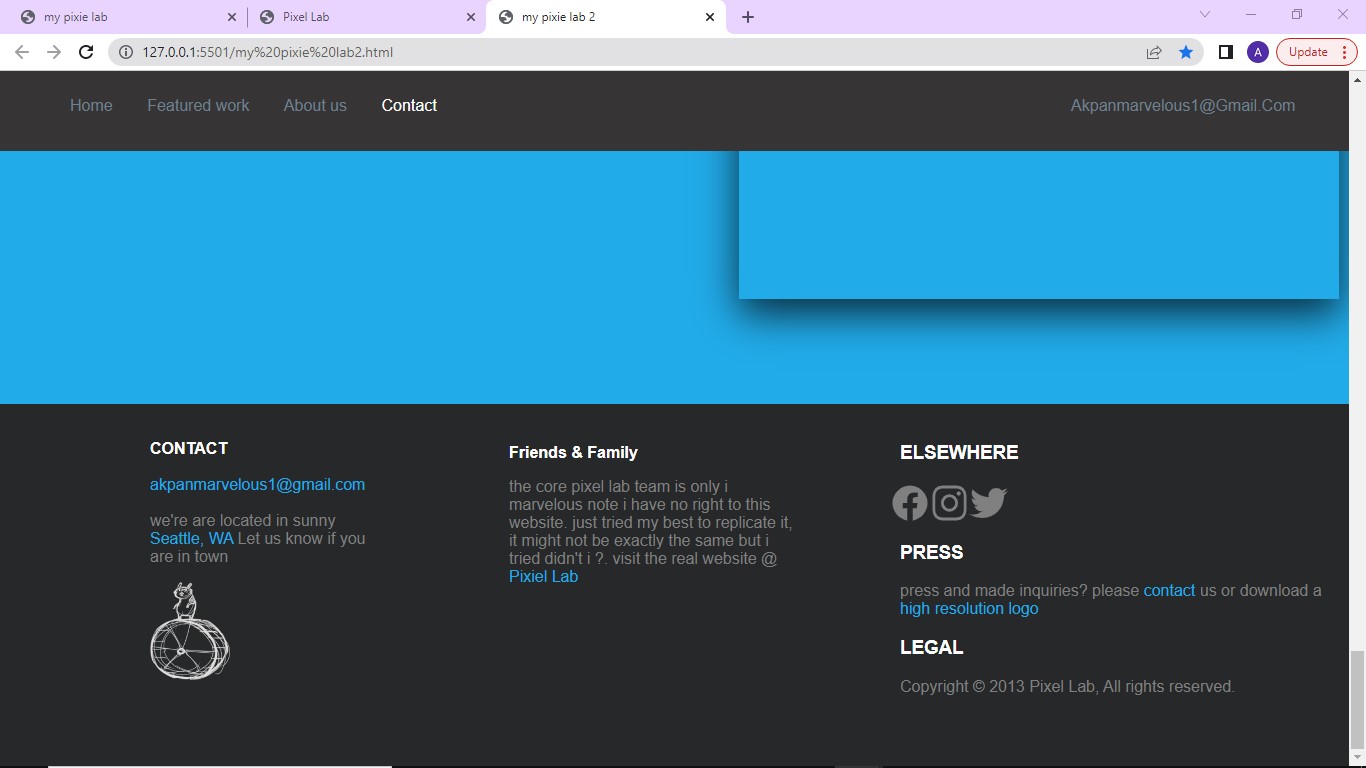 my pixie lab
Pixel Lab
my pixie lab 2
127.0.0.1:5501/my%20pixie%20lab2.html
A
Update
Home
Featured work
About us
Contact
Akpanmarvelous1@Gmail.Com
CONTACT
akpanmarvelous1@gmail.com
we're are located in sunny
Seattle, WA Let us know if you
are in town
Friends & Family
the core pixel lab team is only i
marvelous note i have no right to this
website. just tried my best to replicate it,
it might not be exactly the same but i
tried didn't i ?. visit the real website @
Pixiel Lab
ELSEWHERE
PRESS
press and made inquiries? please contact us or download a
high resolution logo
LEGAL
Copyright © 2013 Pixel Lab, All rights reserved.